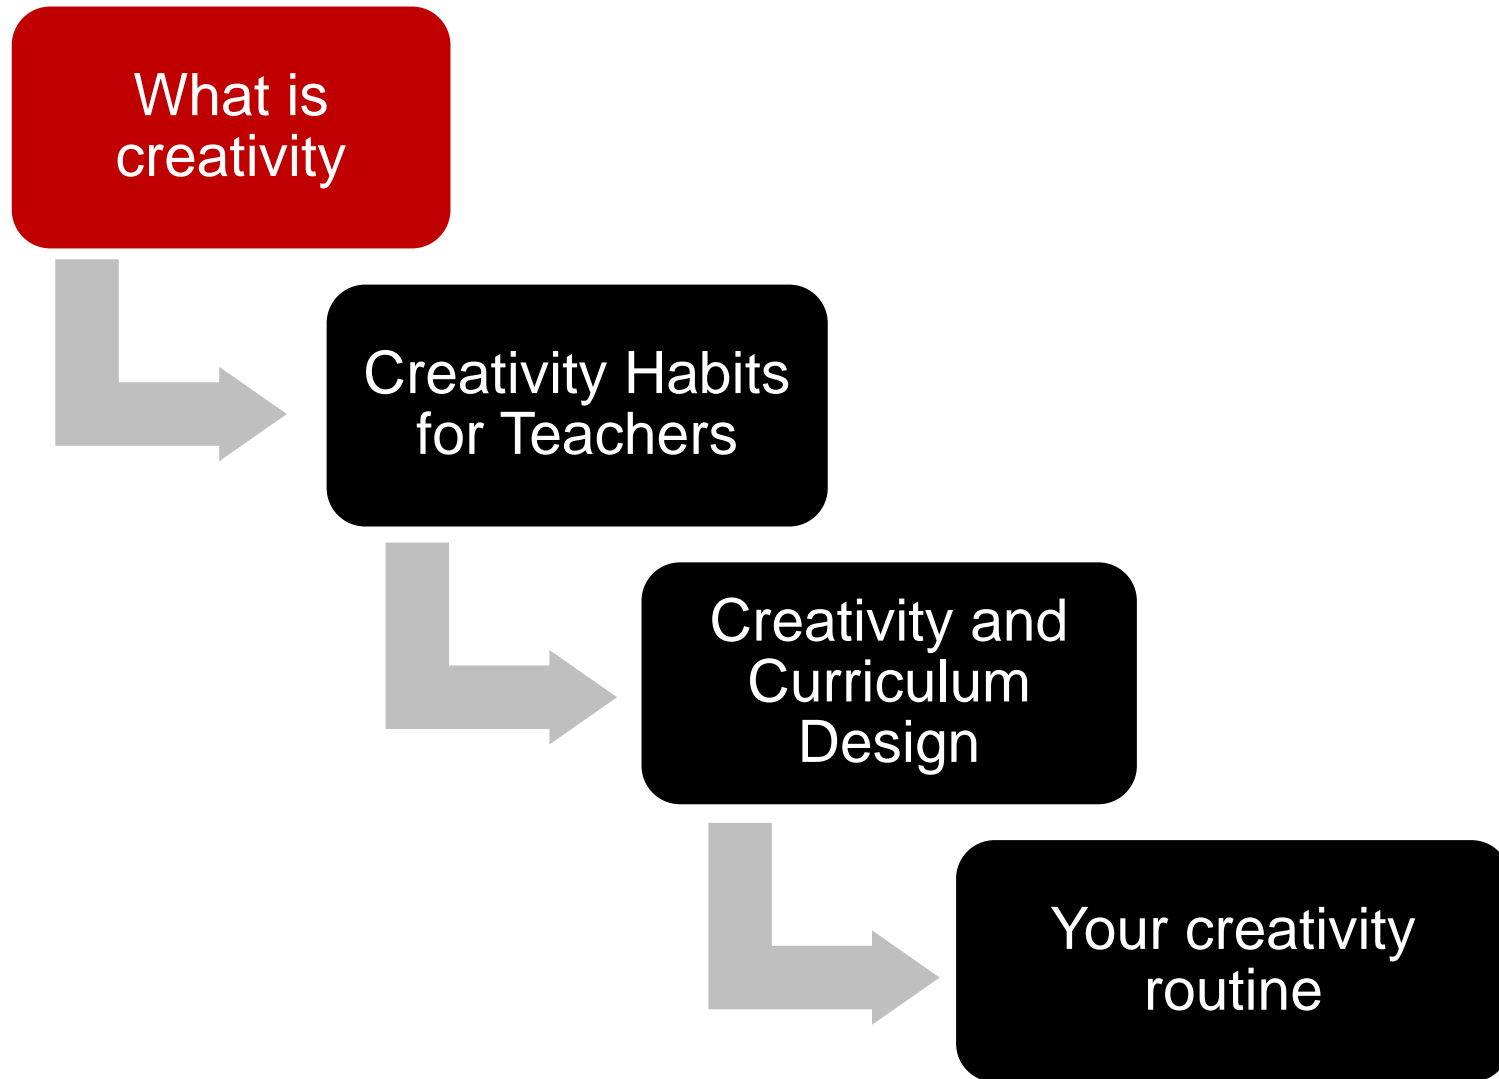 What is
creativity
Creativity Habits
for Teachers
Creativity and
Curriculum
Design
Your creativity
routine